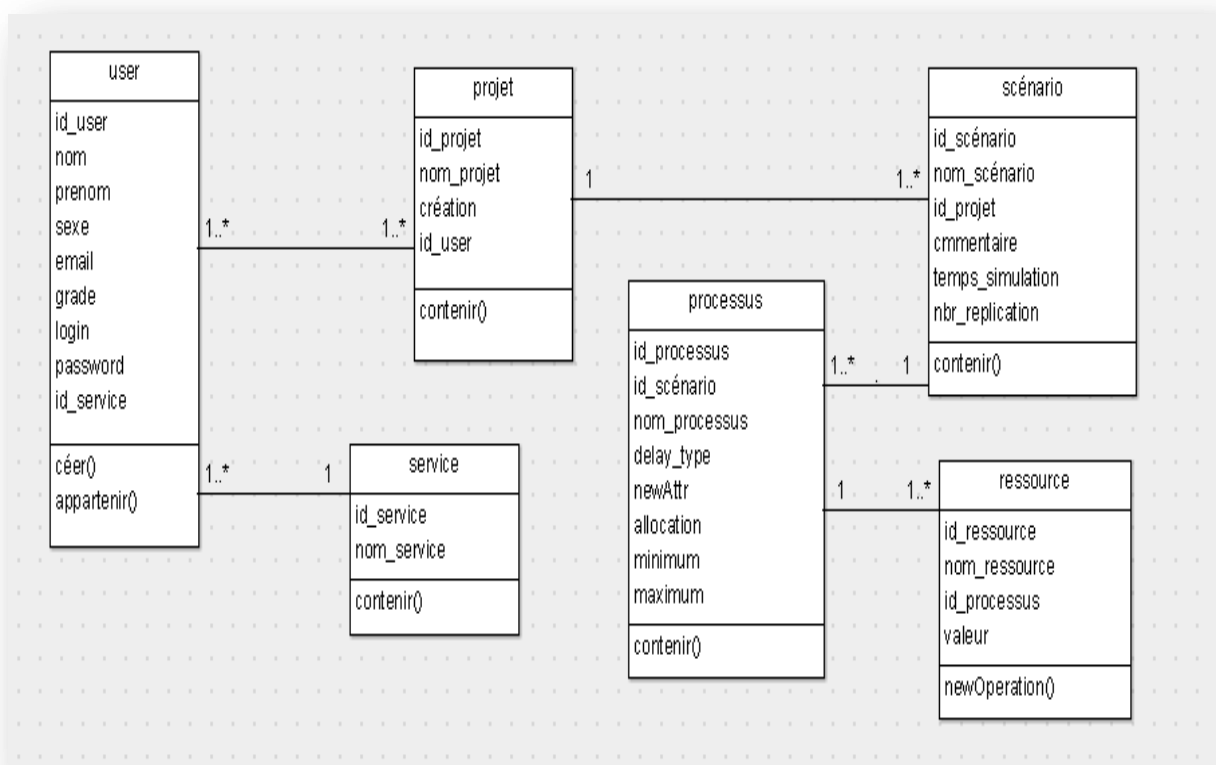 user
id_user
nom
prenom
sexe
email
grade
login
password
id_service
céer()
appartenir()
1..*
1..*
projet
id_projet
nom_projet
création
id_user
contenir()
1
1..*
scénario
id_scénario
nom_scénario
id_projet
cmmentaire
temps_simulation
nbr_replication
contenir()
1..*
1
service
id_service
nom_service
contenir()
processus
id_processus
id_scénario
nom_processus
delay_type
newAttr
allocation
minimum
maximum
contenir()
1..*
1
1
1..*
ressource
id_ressource
nom_ressource
id_processus
valeur
newOperation()